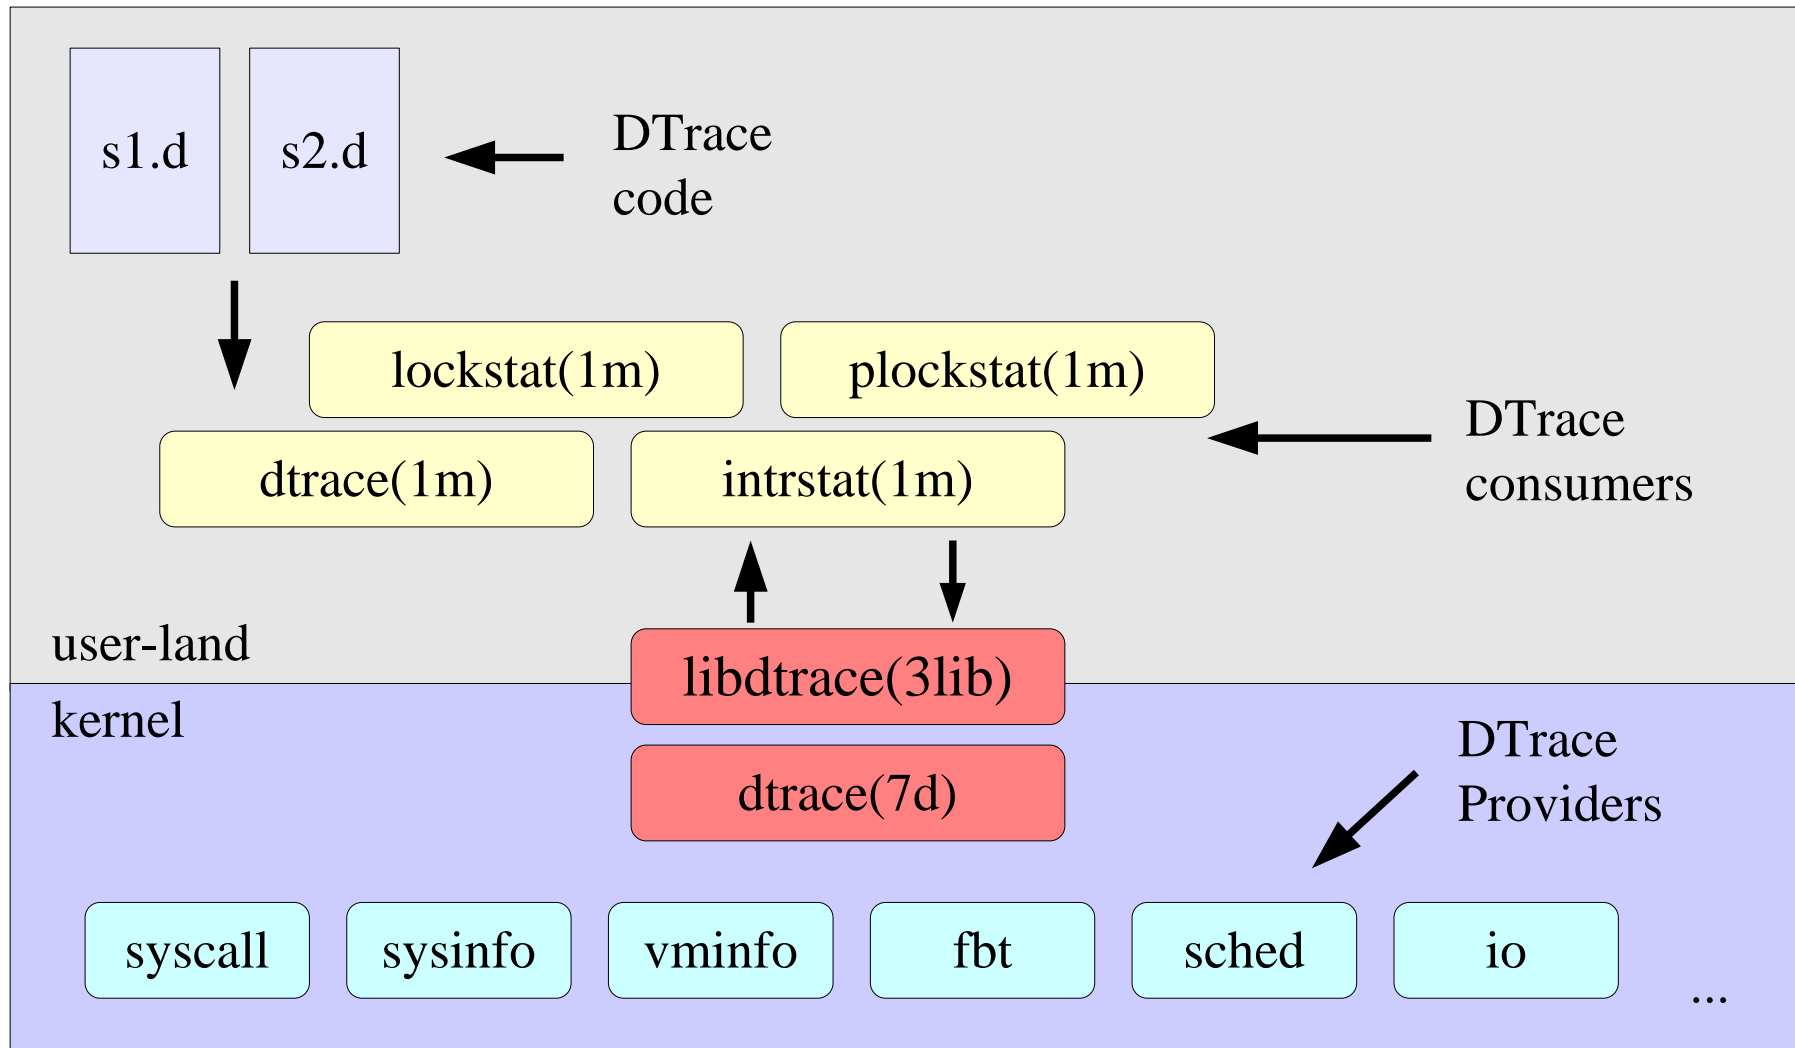 s1.d
s2.d
DTrace
code
lockstat(1m)
plockstat(1m)
dtrace(1m)
intrstat(1m)
DTrace
consumers
user-land
libdtrace(3lib)
kernel
dtrace(7d)
DTrace
Providers
syscall
sysinfo
vminfo
fbt
sched
io
...